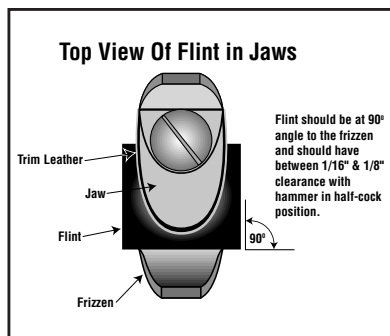 Top View Of Flint in Jaws
Flint should be at 90º
angle to the frizzen
and should have
between 1/16" & 1/8"
clearance with
hammer in half-cock
position.
Trim Leather
Jaw
Flint
90º
Frizzen